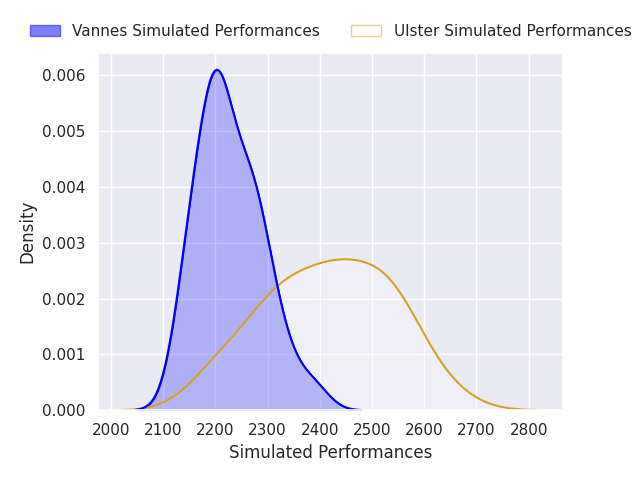 Vannes Simulated Performances Ulster Simulated Performances
0.006
0.005
0.004
0.003
0.002
0.001
0.000
Density
2000 2100 2200 2300 2400 2500 2600 2700 2800
Simulated Performances